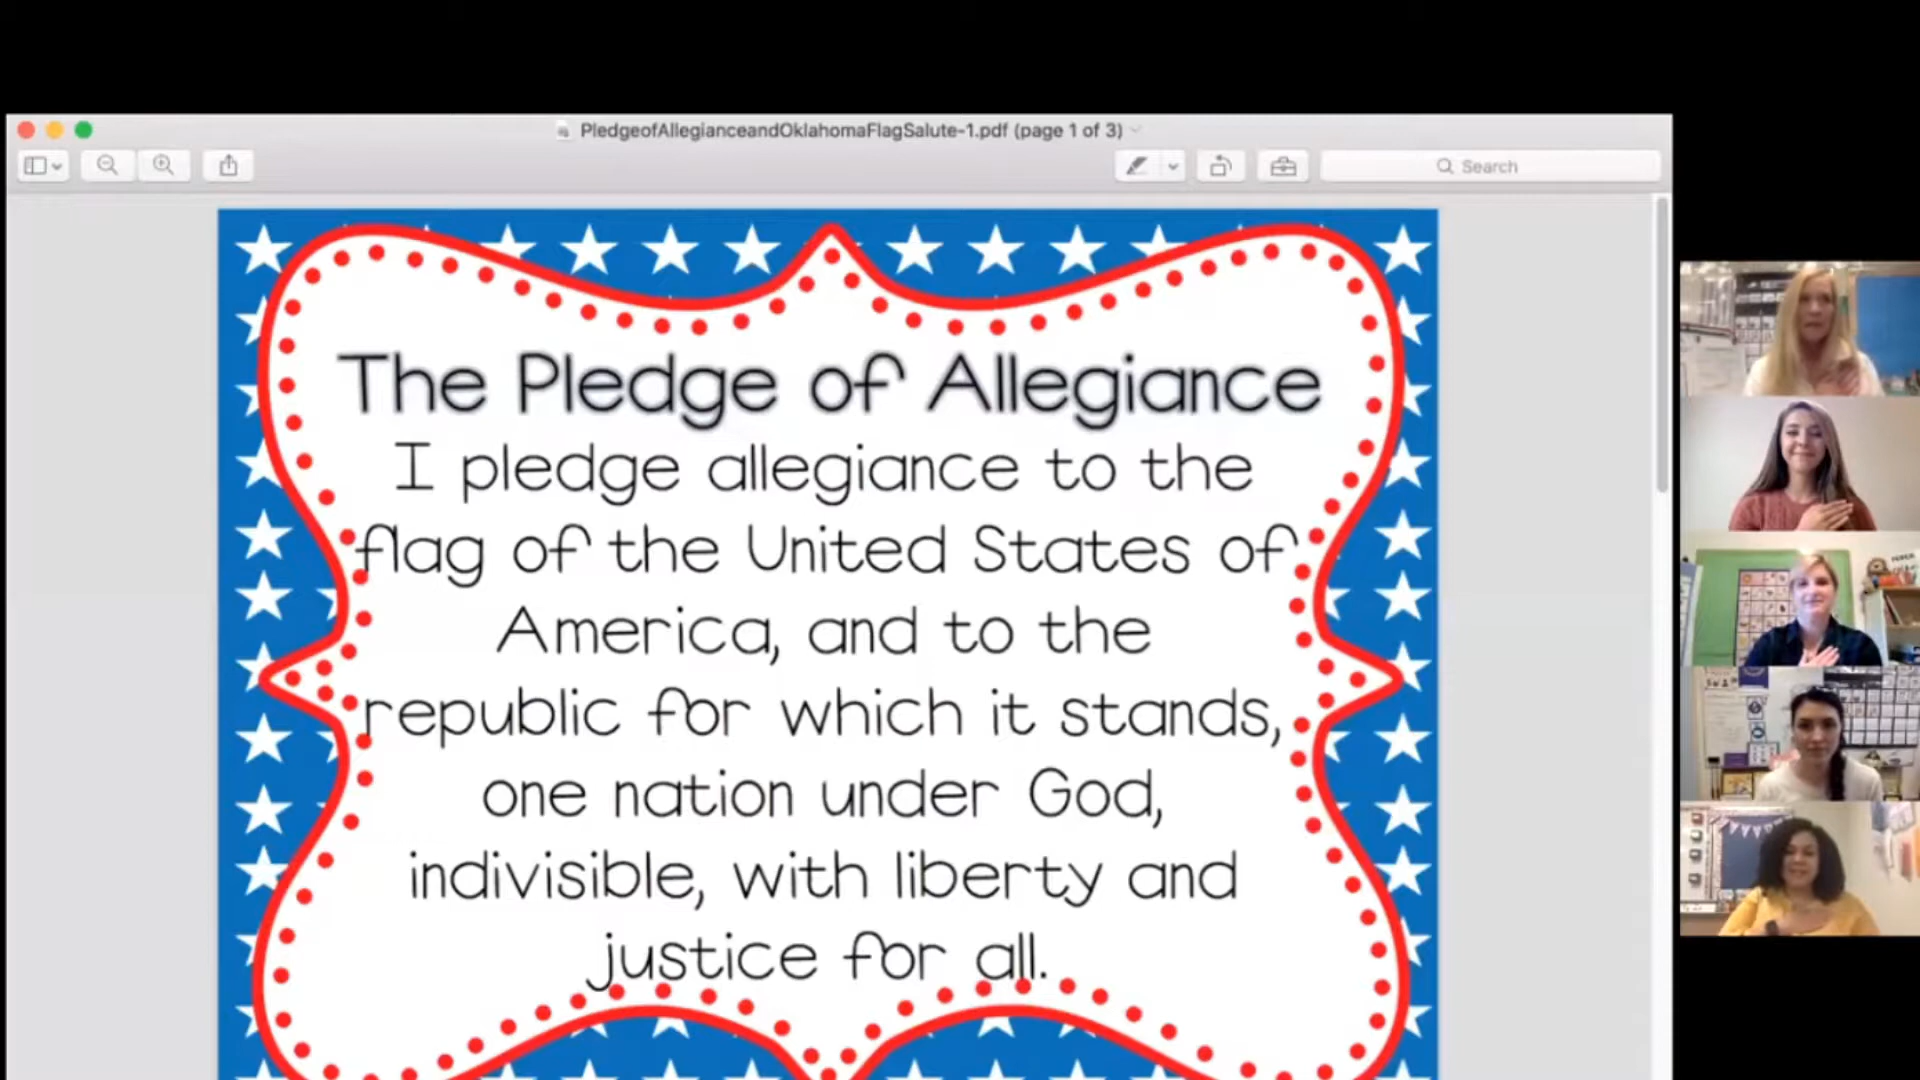 PledgeofAllegianceandOklahomaFlagSalute-1.pdf (page 1 of 3)
Search
The Pledge of Allegiance
I pledge allegiance to the
flag of the United States of
America, and to the
republic for which it stands,
one nation under God,
indivisible, with liberty and
justice for all.